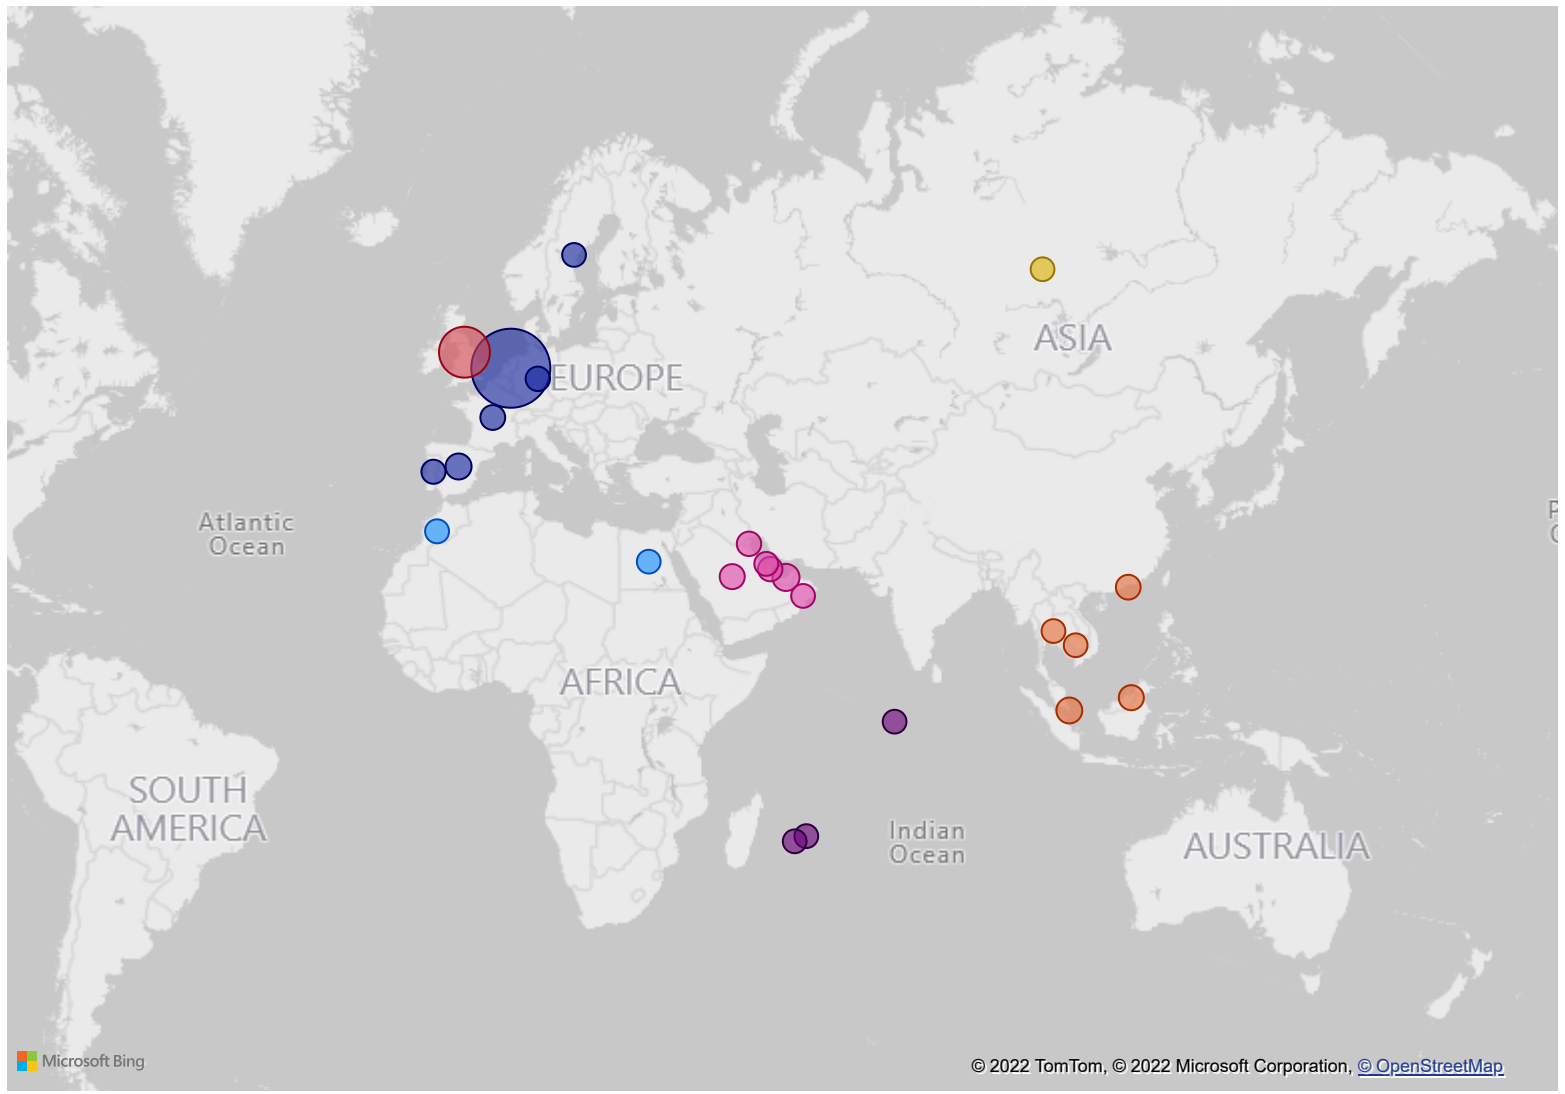 ASIA
EUROPE
Atlantic
Ocean
P
O
AFRICA
SOUTH
AMERICA
Indian
Ocean
AUSTRALIA
Microsoft Bing
© 2022 TomTom, © 2022 Microsoft Corporation, © OpenStreetMap